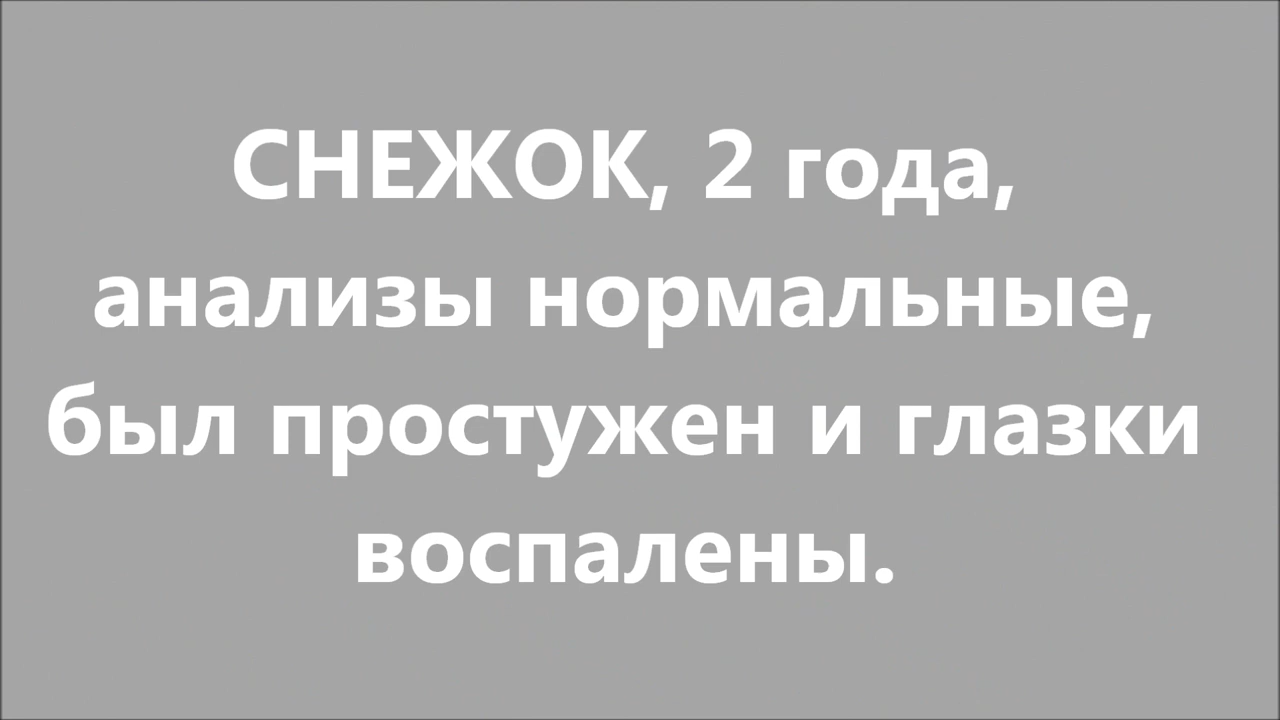 СНЕЖОК, 2 года,
анализы нормальные,
был простужен и глазки
воспалены.